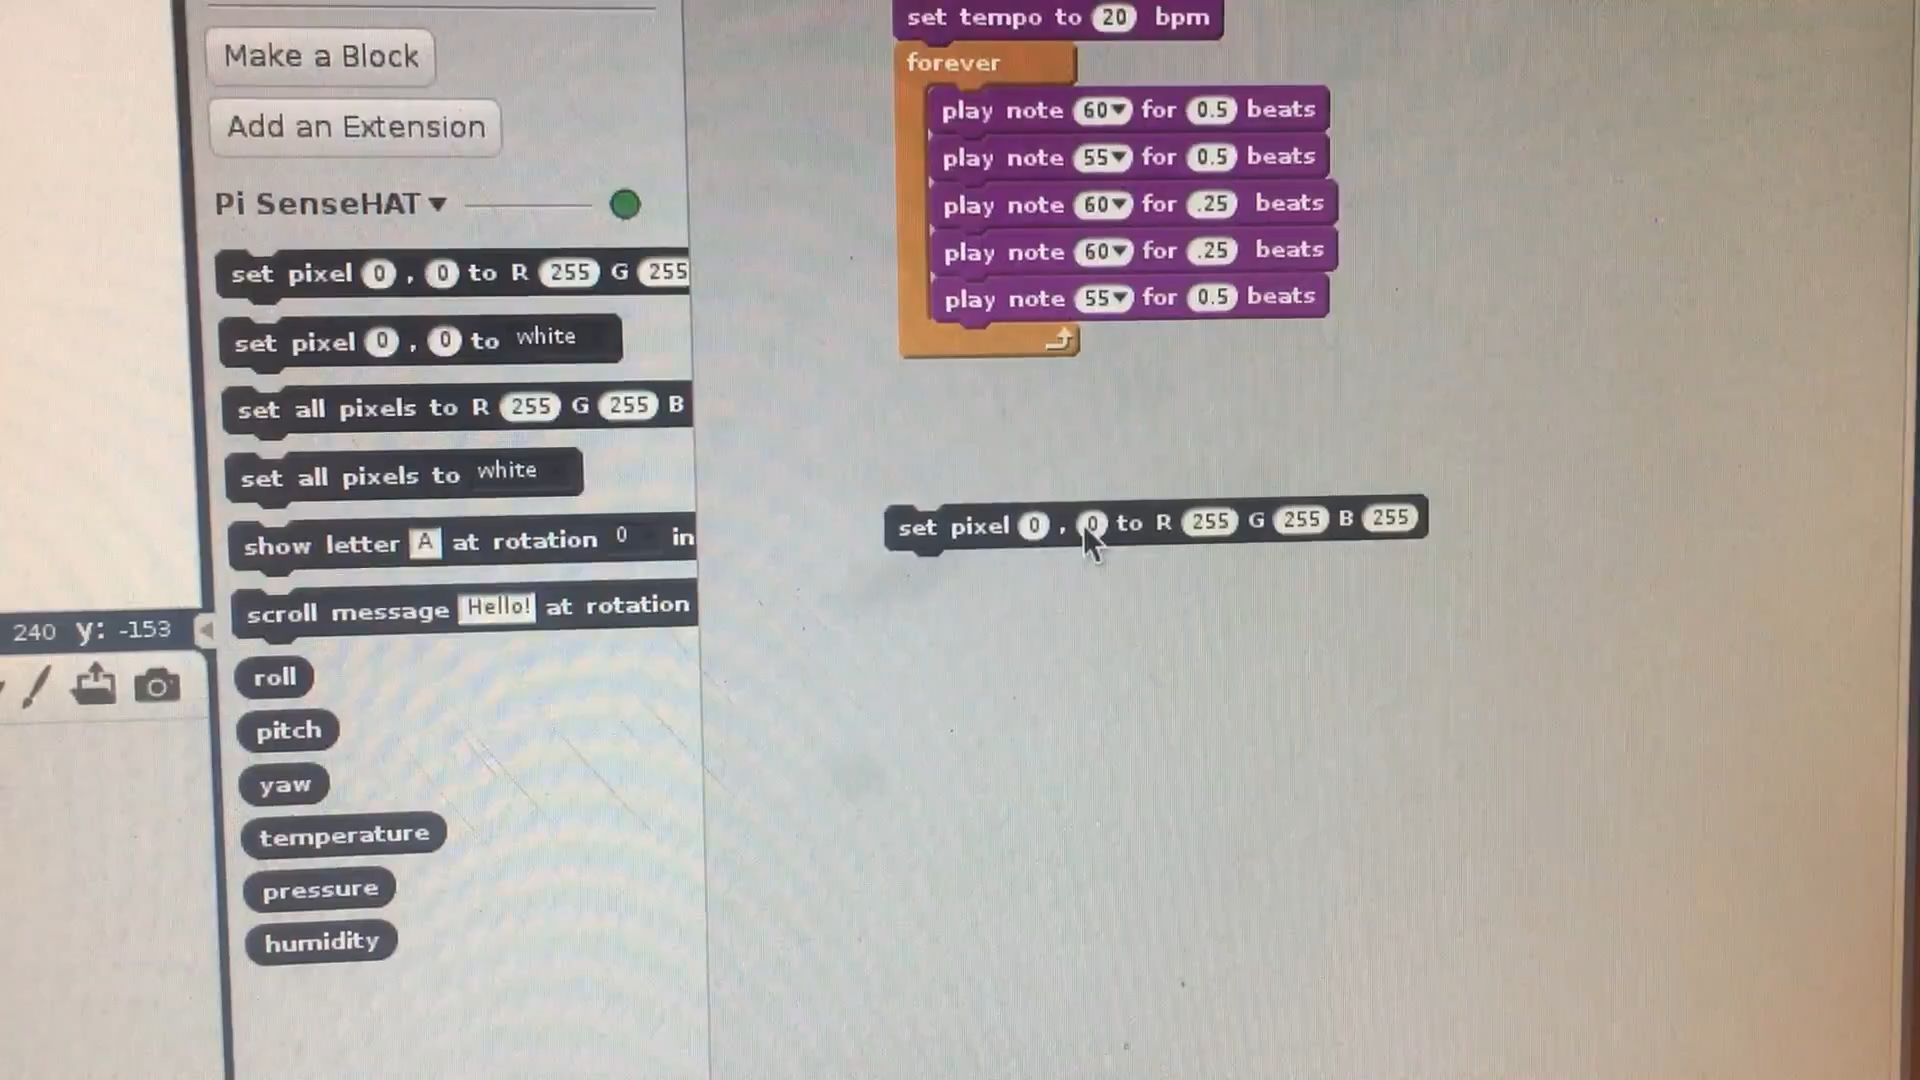 Make a Block
Add an Extension
Pi SenseHAT
set pixel 0 , 0 to R 255 G 255
set pixel 0 , 0 to white
set all pixels to R 255 G 255 B
set all pixels to white
show letter A at rotation 0 in
scroll message Hello! at rotation
roll
pitch
yaw
temperature
pressure
humidity
240 y: -153
set tempo to 20 bpm
forever
play note 60 for 0.5 beats
play note 55 for 0.5 beats
play note 60 for .25 beats
play note 60 for .25 beats
play note 55 for 0.5 beats
set pixel 0 , 0 to R 255 G 255 B 255